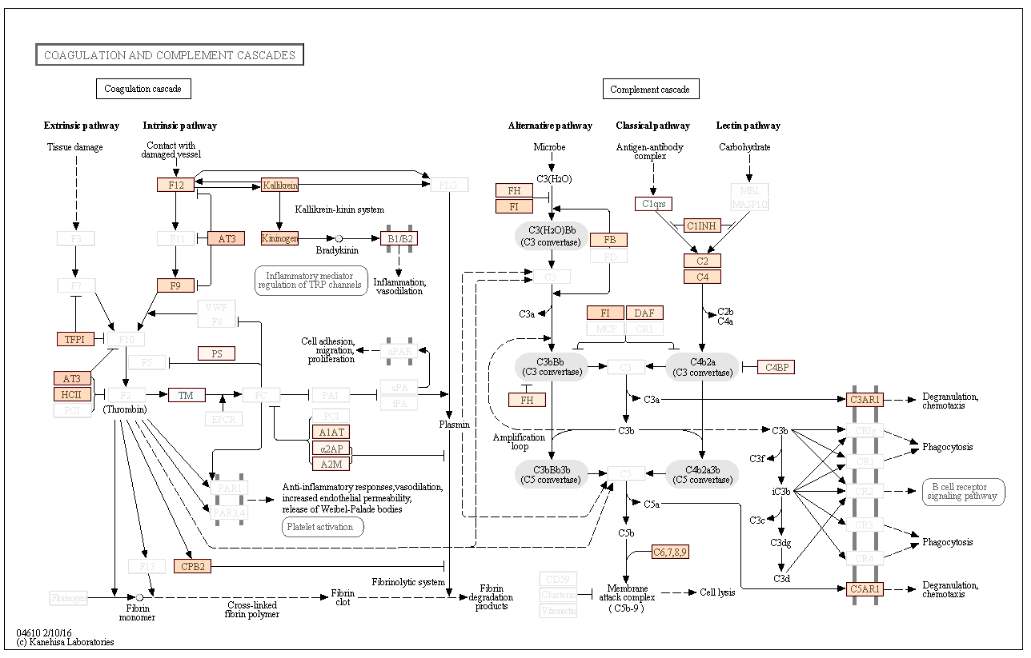 COAGULATION AND COMPLEMENT CASCADES
Coagulation cascade
Complement cascade
Extrinsic pathway
Intrinsic pathway
Alternative pathway
Classical pathway
Lectin pathway
Tissue damage
Contact with
damaged vessel
Microbe
Antigen-antibody
complex
Carbohydrate
F12
Kallikrein
PLG
C3(H2O)
FH
FI
C1qrs
MBL
MASP1/2
Kallikrein-kinin system
C1INH
F3
F11
AT3
Kininogen
Bradykinin
B1/B2
C3(H2O)Bb
(C3 convertase)
FB
FD
C2
C4
F7
F9
Inflammatory mediator
regulation of TRP channels
Inflammation,
vasodilation
C3
C3a
FI
DAF
MCP
CR1
C2b
C4a
VWF
F8
TFPI
F10
F5
PS
Cell adhesion,
migration,
proliferation
uPAR
C3bBb
(C3 convertase)
C3
C4b2a
(C3 convertase)
C4BP
AT3
HCII
PCI
F2
(Thrombin)
TM
PC
PAI
uPA
tPA
EPCR
FH
C3a
C3AR1
Degranulation,
chemotaxis
PCI
A1AT
α2AP
A2M
Plasmin
Amplification
loop
C3b
C3b
CRIg
CR1
Phagocytosis
C3f
C3bBb3b
(C5 convertase)
C5
C4b2a3b
(C5 convertase)
PAR1
PAR3,4
Anti-inflammatory responses,vasodilation,
increased endothelial permeability,
release of Weibel-Palade bodies
Platelet activation
iC3b
CR2
B cell receptor
signaling pathway
C5a
C3c
CR3
C5b
C3dg
CR4
Phagocytosis
F13
CPB2
C6,7,8,9
C3d
Fibrinolytic system
CD59
Clusterin
Vitronectin
Membrane
attack complex
( C5b-9 )
Cell lysis
C5AR1
Degranulation,
chemotaxis
Fibrinogen
Fibrin
monomer
Cross-linked
fibrin polymer
Fibrin
clot
Fibrin
degradation
products
04610 2/10/16
(c) Kanehisa Laboratories